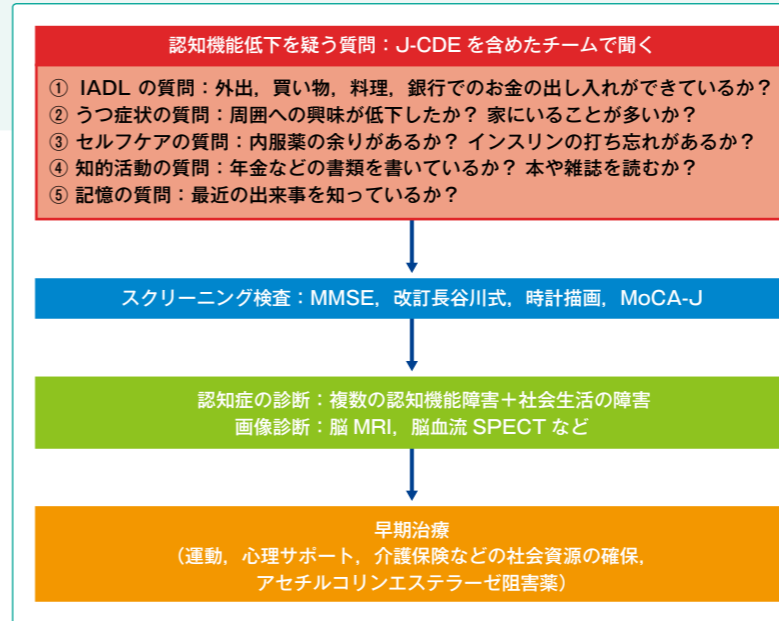 認知機能低下を疑う質問：J-CDE を含めたチームで聞く
① IADL の質問：外出，買い物，料理，銀行でのお金の出し入れができているか？
② うつ症状の質問：周囲への興味が低下したか？ 家にいることが多いか？
③ セルフケアの質問：内服薬の余りがあるか？ インスリンの打ち忘れがあるか？
④ 知的活動の質問：年金などの書類を書いているか？ 本や雑誌を読むか？
⑤ 記憶の質問：最近の出来事を知っているか？
スクリーニング検査：MMSE，改訂長谷川式，時計描画，MoCA-J
認知症の診断：複数の認知機能障害＋社会生活の障害
画像診断：脳 MRI，脳血流 SPECT など
早期治療
（運動，心理サポート，介護保険などの社会資源の確保，
アセチルコリンエステラーゼ阻害薬）